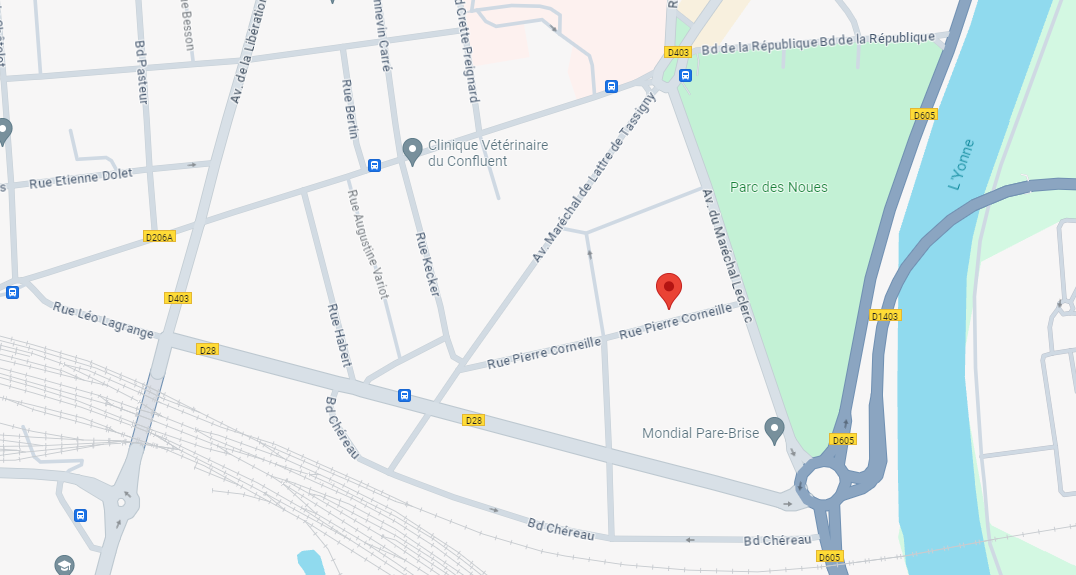 Châtelet
Bd Pasteur
Rue Besson
Av. de la Libération
Annevin Carré
Bd Crette Preignard
R
D403
Bd de la République
Bd de la République
D605
L'Yonne
Rue Bertin
Clinique Vétérinaire
du Confluent
Av. Maréchal de Lattre de Tassigny
Parc des Noues
s
Rue Etienne Dolet
D206A
Rue Augustine Variot
Rue Kecker
Av. du Maréchal Leclerc
D403
Rue Léo Lagrange
D28
Rue Habert
Rue Pierre Corneille
Rue Pierre Corneille
D1403
D28
Bd Chéreau
Mondial Pare-Brise
D605
Bd Chéreau
Bd Chéreau
D605